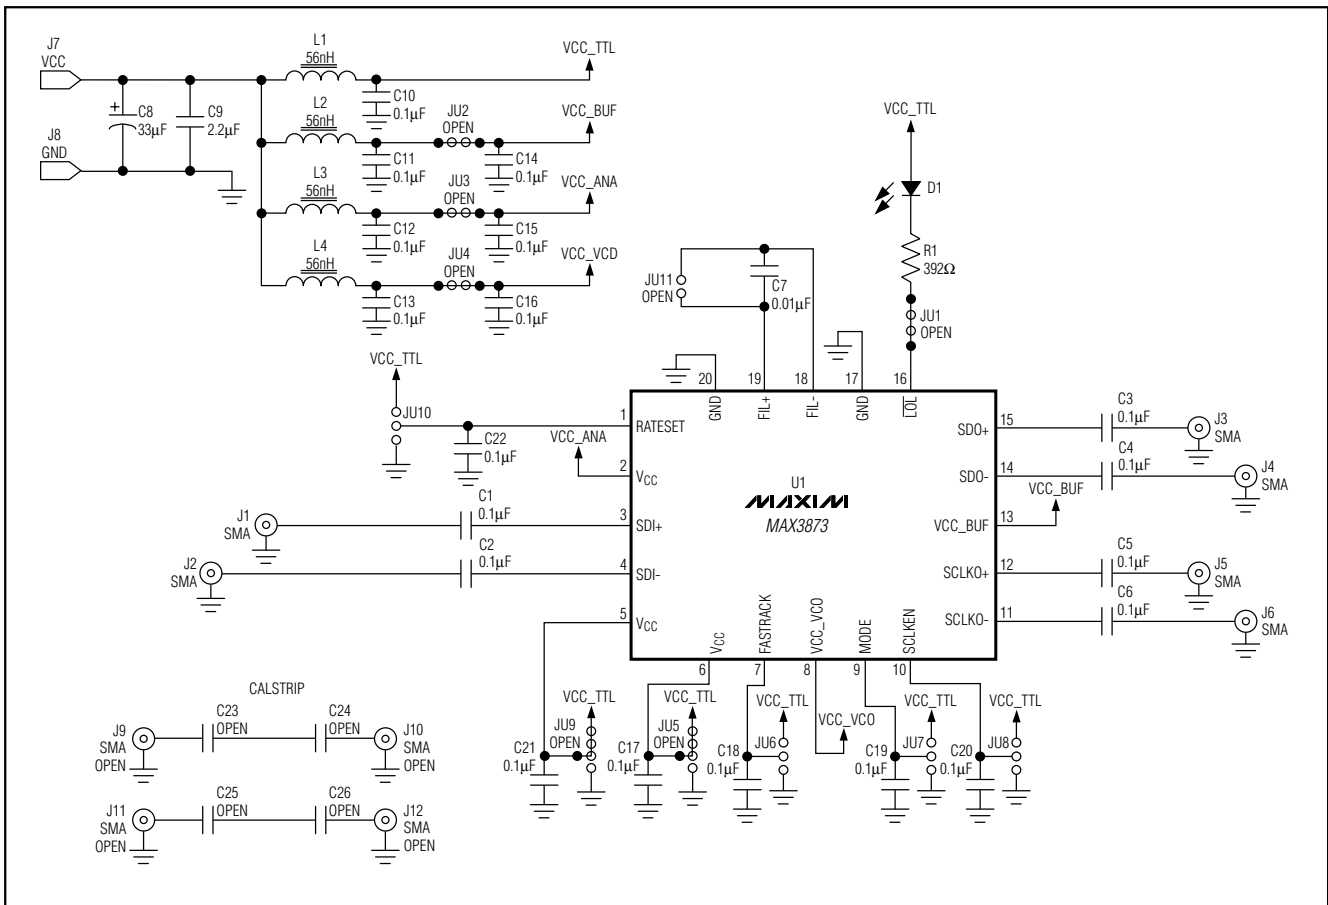 J7
VCC
J8
GND
+
C8
33µF
C9
2.2µF
L1
56nH
C10
0.1µF
VCC_TTL
L2
56nH
C11
0.1µF
JU2
OPEN
C14
0.1µF
VCC_BUF
L3
56nH
C12
0.1µF
JU3
OPEN
C15
0.1µF
VCC_ANA
L4
56nH
C13
0.1µF
JU4
OPEN
C16
0.1µF
VCC_VCD
VCC_TTL
D1
R1
392Ω
JU1
OPEN
JU11
OPEN
C7
0.01µF
VCC_TTL
JU10
C22
0.1µF
VCC_ANA
20
19
18
17
16
GND
FIL+
FIL-
GND
LOL
1
RATESET
2
VCC
3
SDI+
4
SDI-
5
VCC
U1
MAXIM
MAX3873
SDO+
15
SDO-
14
VCC_BUF
13
SCLKO+
12
SCLKO-
11
VCC
FASTRACK
VCC_VCO
MODE
SCLKEN
6
7
8
9
10
J1
SMA
C1
0.1µF
J2
SMA
C2
0.1µF
C3
0.1µF
J3
SMA
C4
0.1µF
J4
SMA
VCC_BUF
C5
0.1µF
J5
SMA
C6
0.1µF
J6
SMA
VCC_TTL
JU9
OPEN
C21
0.1µF
VCC_TTL
JU5
OPEN
C17
0.1µF
VCC_TTL
JU6
C18
0.1µF
VCC_VCO
VCC_TTL
JU7
C19
0.1µF
VCC_TTL
JU8
C20
0.1µF
CALSTRIP
J9
SMA
OPEN
C23
OPEN
C24
OPEN
J10
SMA
OPEN
J11
SMA
OPEN
C25
OPEN
C26
OPEN
J12
SMA
OPEN